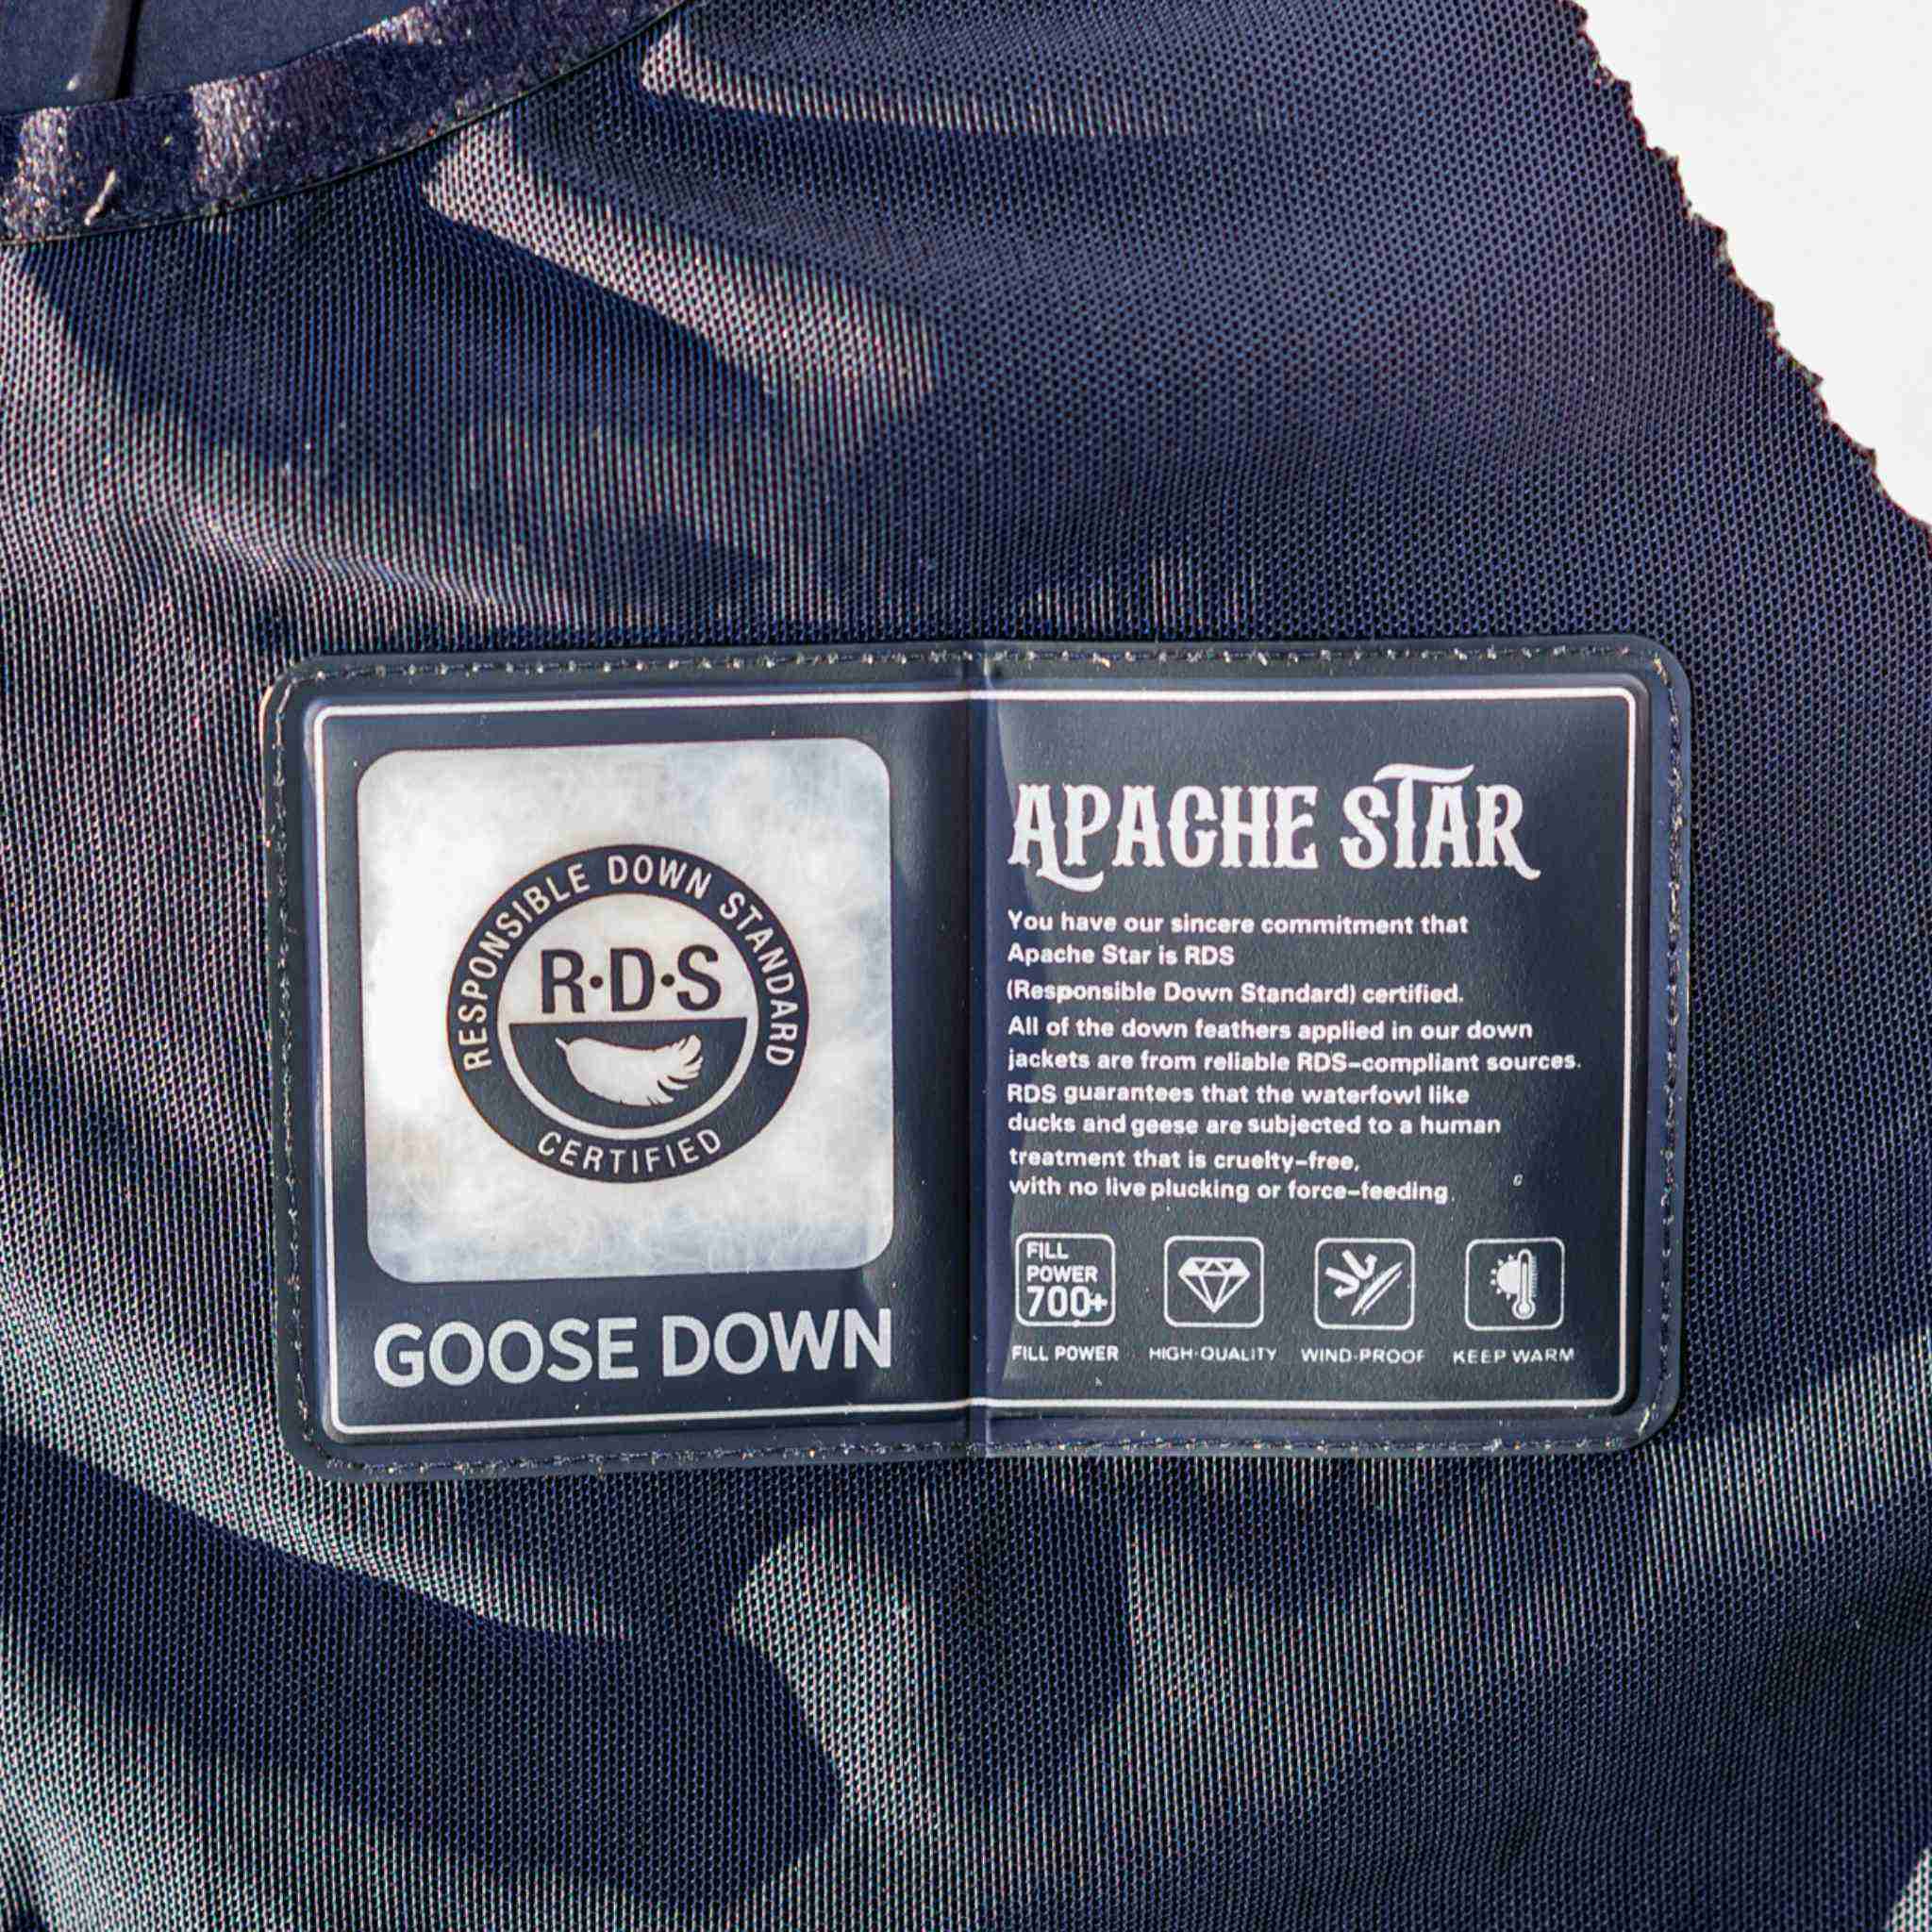 RESPONSIBLE DOWN STANDARD
R·D·S
CERTIFIED
GOOSE DOWN
APACHE STAR
You have our sincere commitment that
Apache Star is RDS
(Responsible Down Standard) certified.
All of the down feathers applied in our down
jackets are from reliable RDS-compliant sources.
RDS guarantees that the waterfowl like
ducks and geese are subjected to a human
treatment that is cruelty-free,
with no live plucking or force-feeding.
FILL
POWER
700+
FILL POWER HIGH-QUALITY WIND-PROOF KEEP WARM